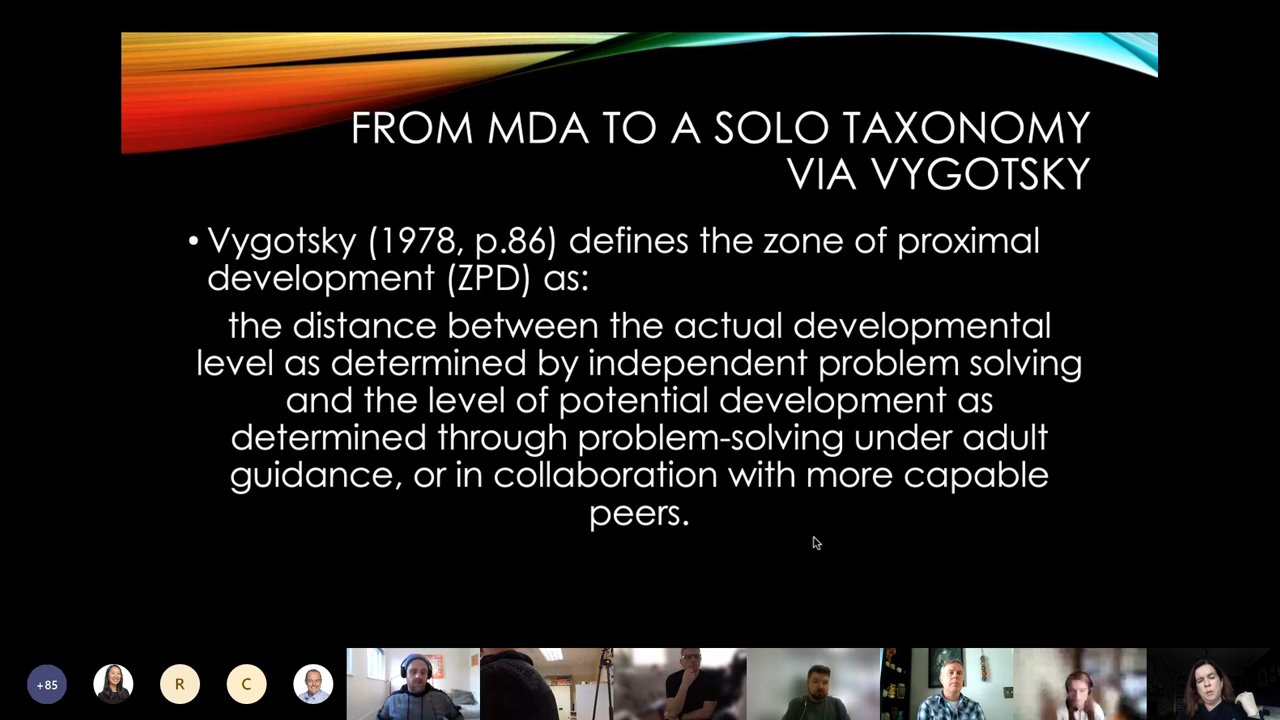 FROM MDA TO A SOLO TAXONOMY
VIA VYGOTSKY
• Vygotsky (1978, p.86) defines the zone of proximal
development (ZPD) as:
the distance between the actual developmental
level as determined by independent problem solving
and the level of potential development as
determined through problem-solving under adult
guidance, or in collaboration with more capable
peers.
+85
R
C